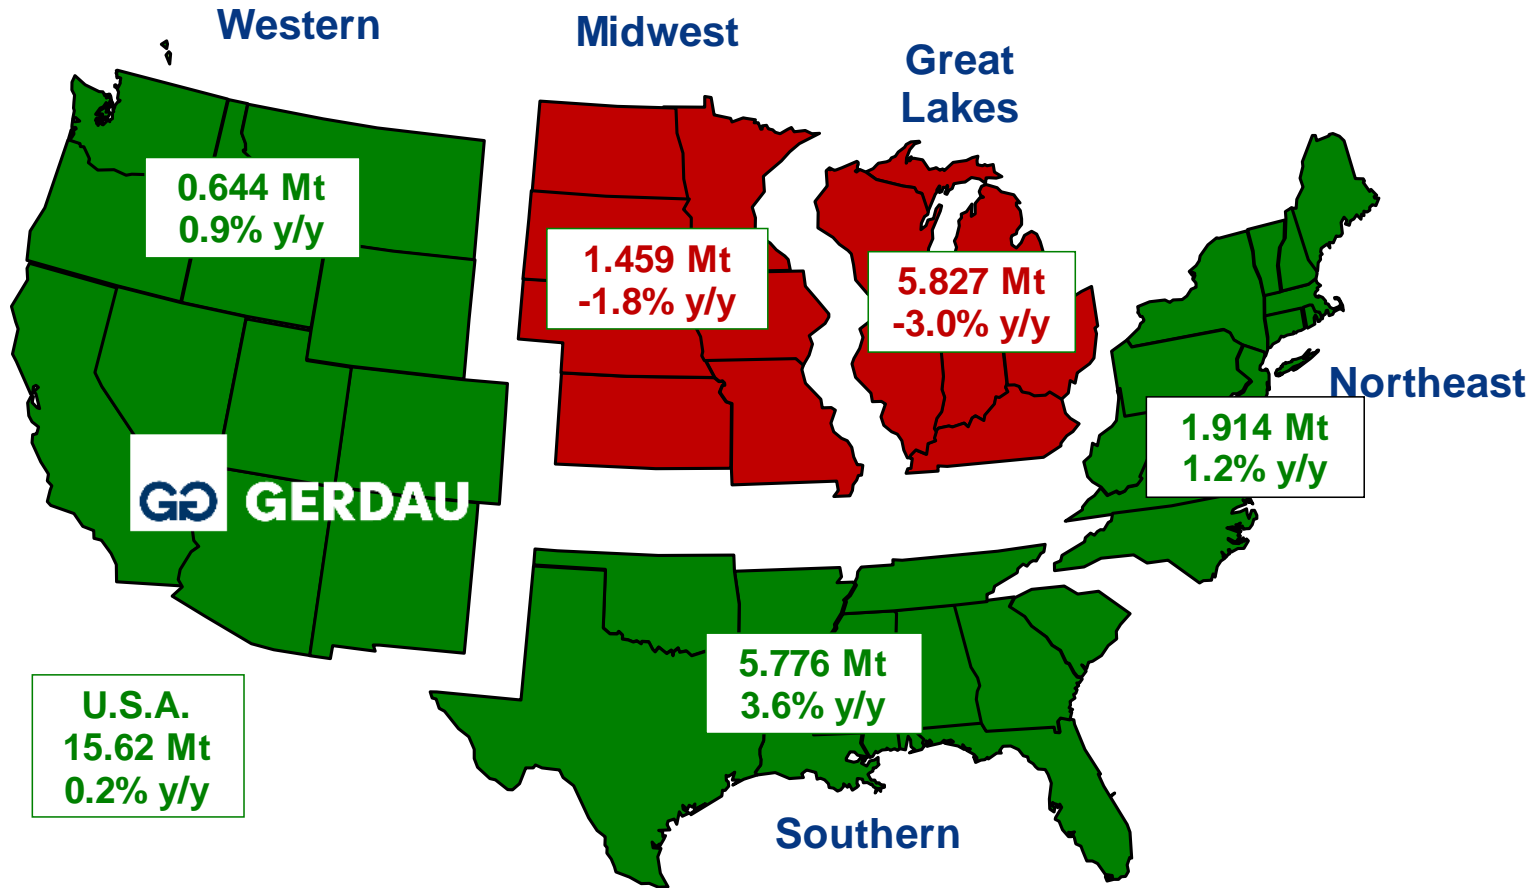 Western
Midwest
Great
Lakes
0.644 Mt
0.9% y/y
1.459 Mt
-1.8% y/y
5.827 Mt
-3.0% y/y
Northeast
1.914 Mt
1.2% y/y
GERDAU
5.776 Mt
3.6% y/y
U.S.A.
15.62 Mt
0.2% y/y
Southern